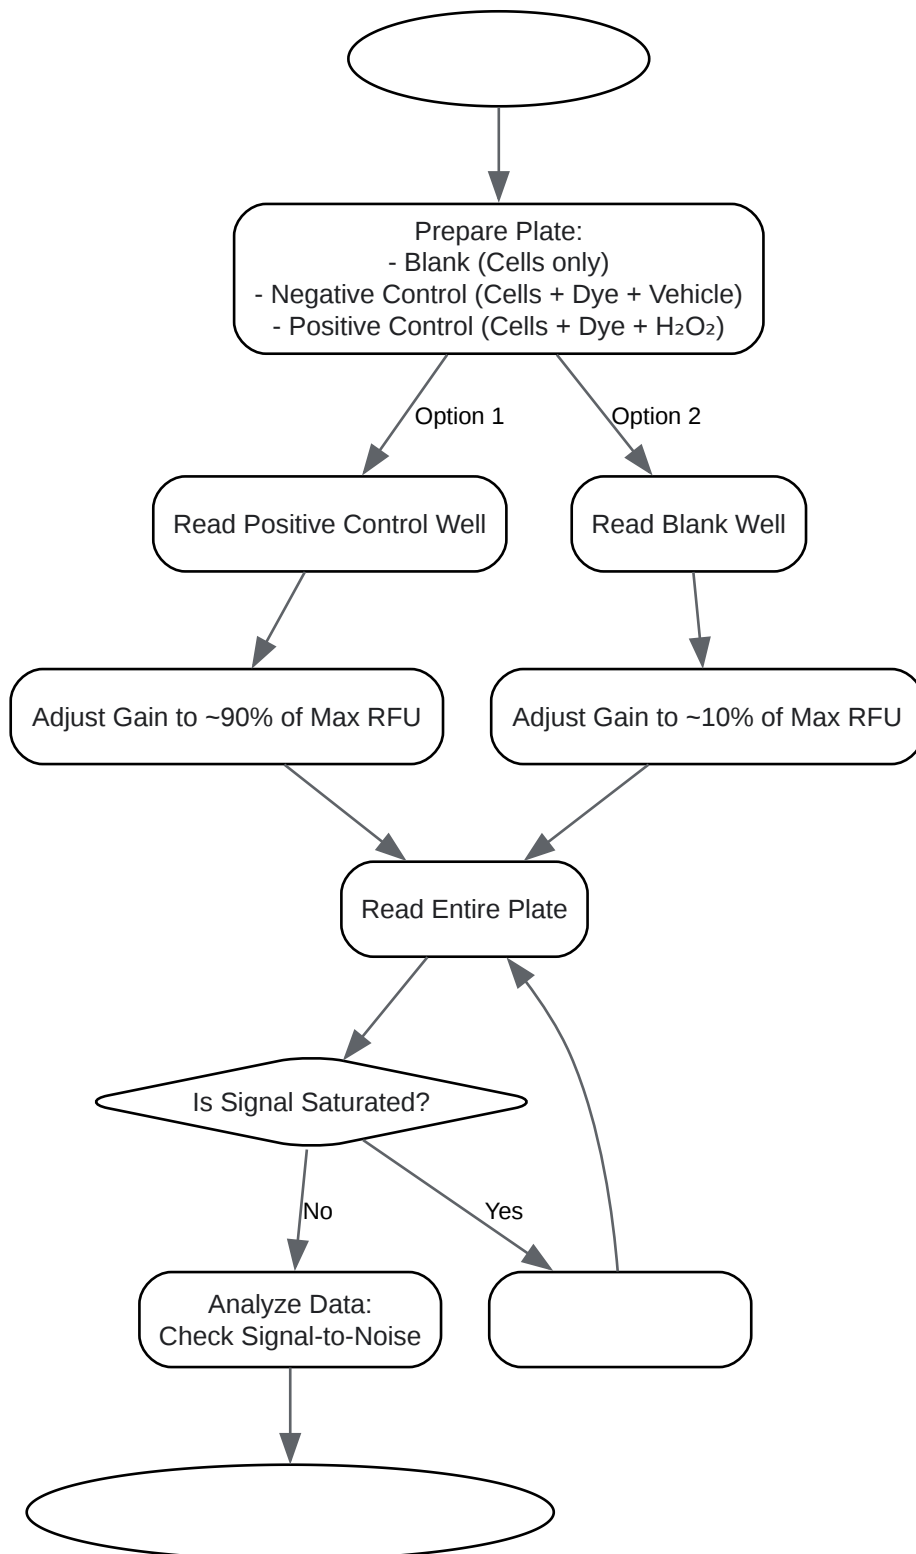 Prepare Plate:
- Blank (Cells only)
- Negative Control (Cells + Dye + Vehicle)
- Positive Control (Cells + Dye + H₂O₂)
Option 1
Option 2
Read Positive Control Well
Read Blank Well
Adjust Gain to ~90% of Max RFU
Adjust Gain to ~10% of Max RFU
Read Entire Plate
Is Signal Saturated?
No
Yes
Analyze Data:
Check Signal-to-Noise